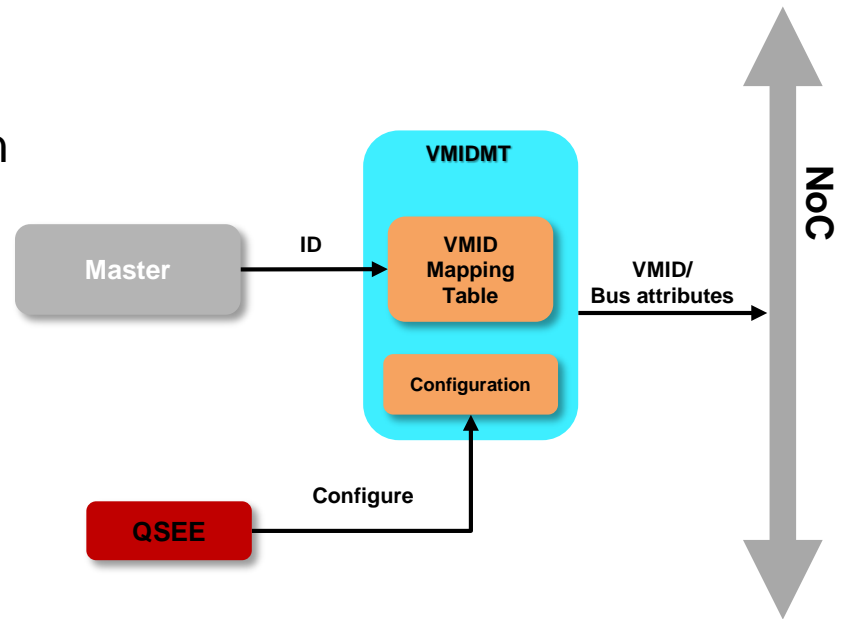 n
VMIDMT
NoC
Master
ID
VMID
Mapping
Table
VMID/
Bus attributes
Configuration
Configure
QSEE